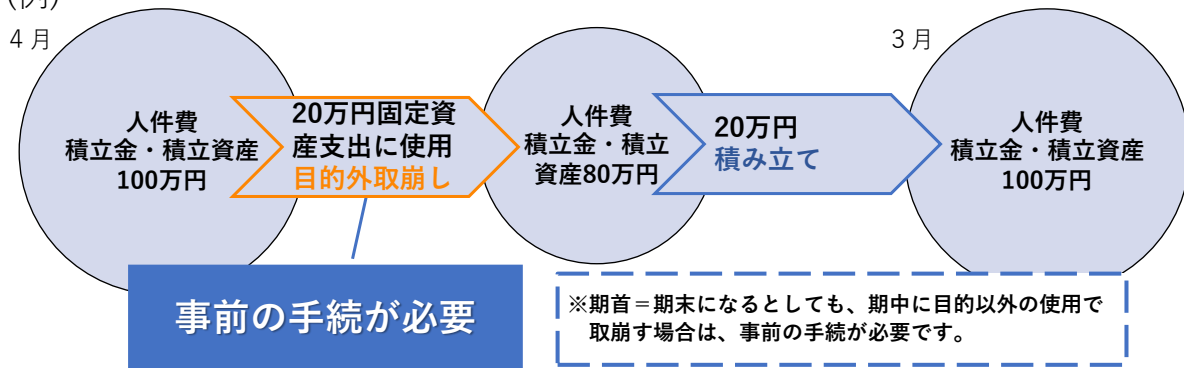 (例)
４月
３月
人件費
積立金・積立資産
100万円
20万円固定資
産支出に使用
目的外取崩し
人件費
積立金・積立
資産80万円
20万円
積み立て
人件費
積立金・積立資産
100万円
事前の手続が必要
※期首＝期末になるとしても、期中に目的以外の使用で
取崩す場合は、事前の手続が必要です。